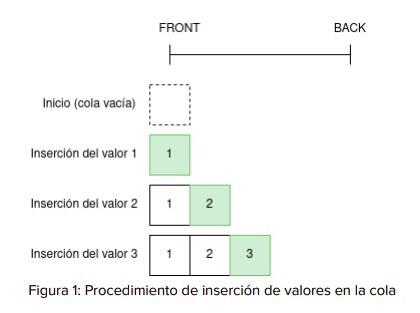 FRONT BACK
Inicio (cola vacía)
Inserción del valor 1 1
Inserción del valor 2 1 2
Inserción del valor 3 1 2 3
Figura 1: Procedimiento de inserción de valores en la cola